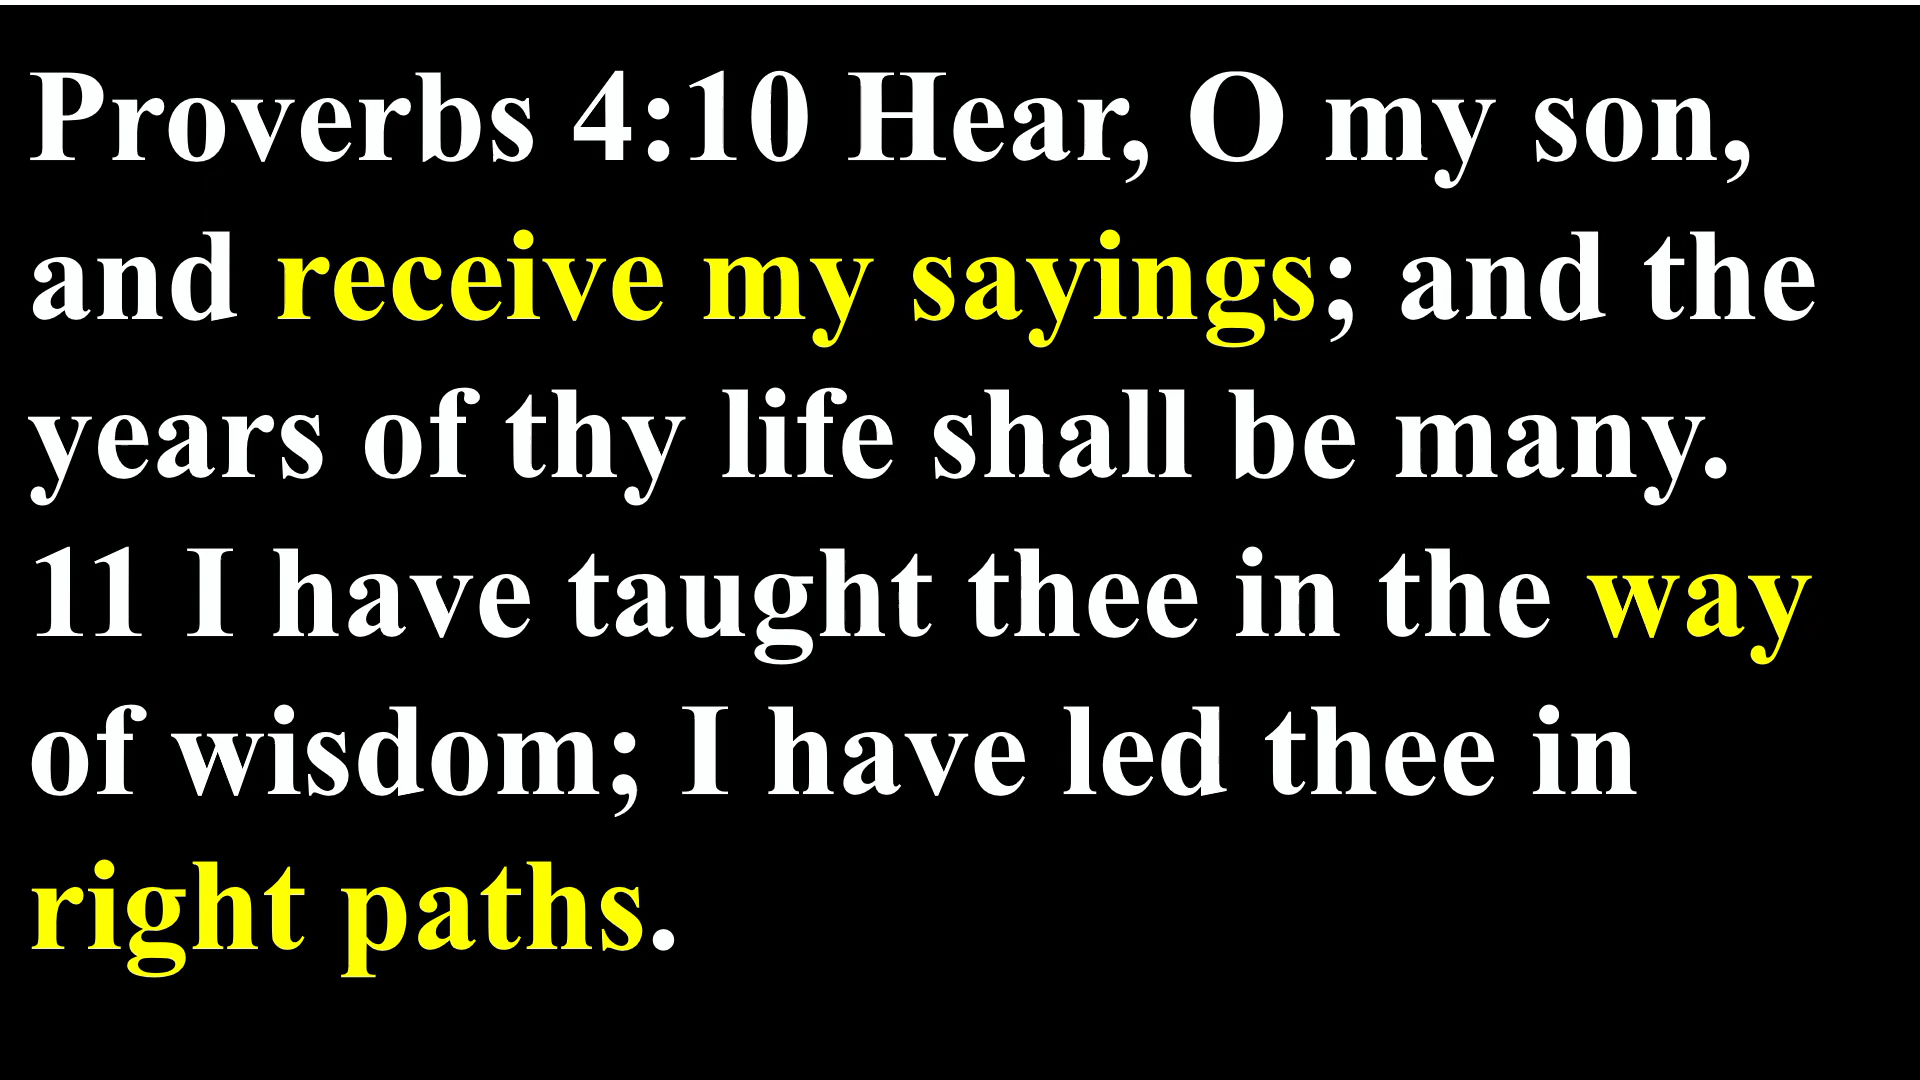 Proverbs 4:10 Hear, O my son,
and receive my sayings; and the
years of thy life shall be many.
11 I have taught thee in the way
of wisdom; I have led thee in
right paths.